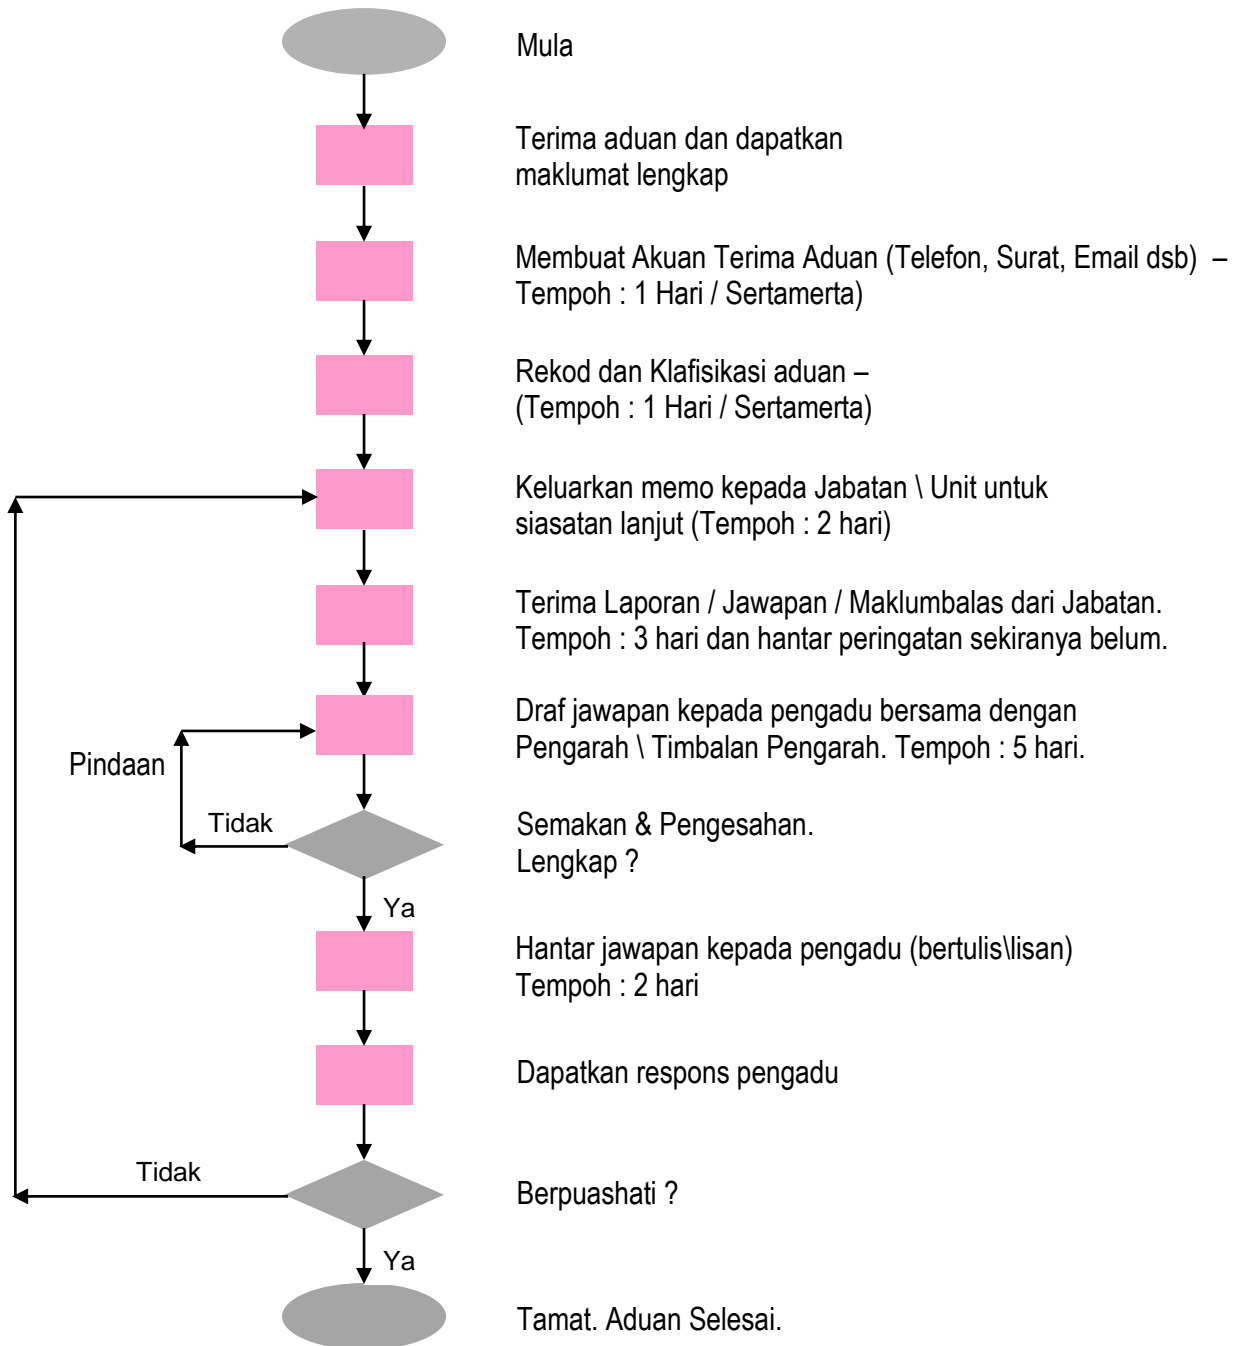 Mula
Terima aduan dan dapatkan
maklumat lengkap
Membuat Akuan Terima Aduan (Telefon, Surat, Email dsb) –
Tempoh : 1 Hari / Sertamerta)
Rekod dan Klafisikasi aduan –
(Tempoh : 1 Hari / Sertamerta)
Keluarkan memo kepada Jabatan \ Unit untuk
siasatan lanjut (Tempoh : 2 hari)
Terima Laporan / Jawapan / Maklumbalas dari Jabatan.
Tempoh : 3 hari dan hantar peringatan sekiranya belum.
Draf jawapan kepada pengadu bersama dengan
Pengarah \ Timbalan Pengarah. Tempoh : 5 hari.
Pindaan
Tidak
Semakan & Pengesahan.
Lengkap ?
Ya
Hantar jawapan kepada pengadu (bertulis\lisan)
Tempoh : 2 hari
Dapatkan respons pengadu
Tidak
Berpuashati ?
Ya
Tamat. Aduan Selesai.